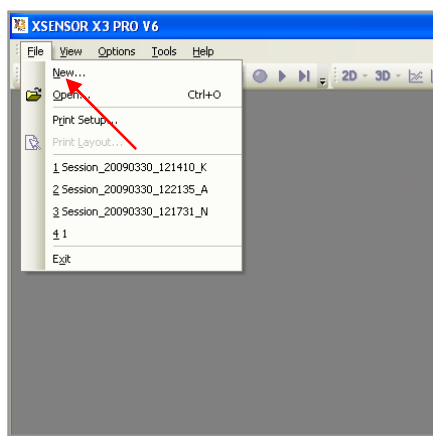 XSENSOR X3 PRO V6
File View Options Tools Help
New...
2D 3D
Open... Ctrl+O
Print Setup...
Print Layout...
1 Session_20090330_121410_K
2 Session_20090330_122135_A
3 Session_20090330_121731_N
4 1
Exit